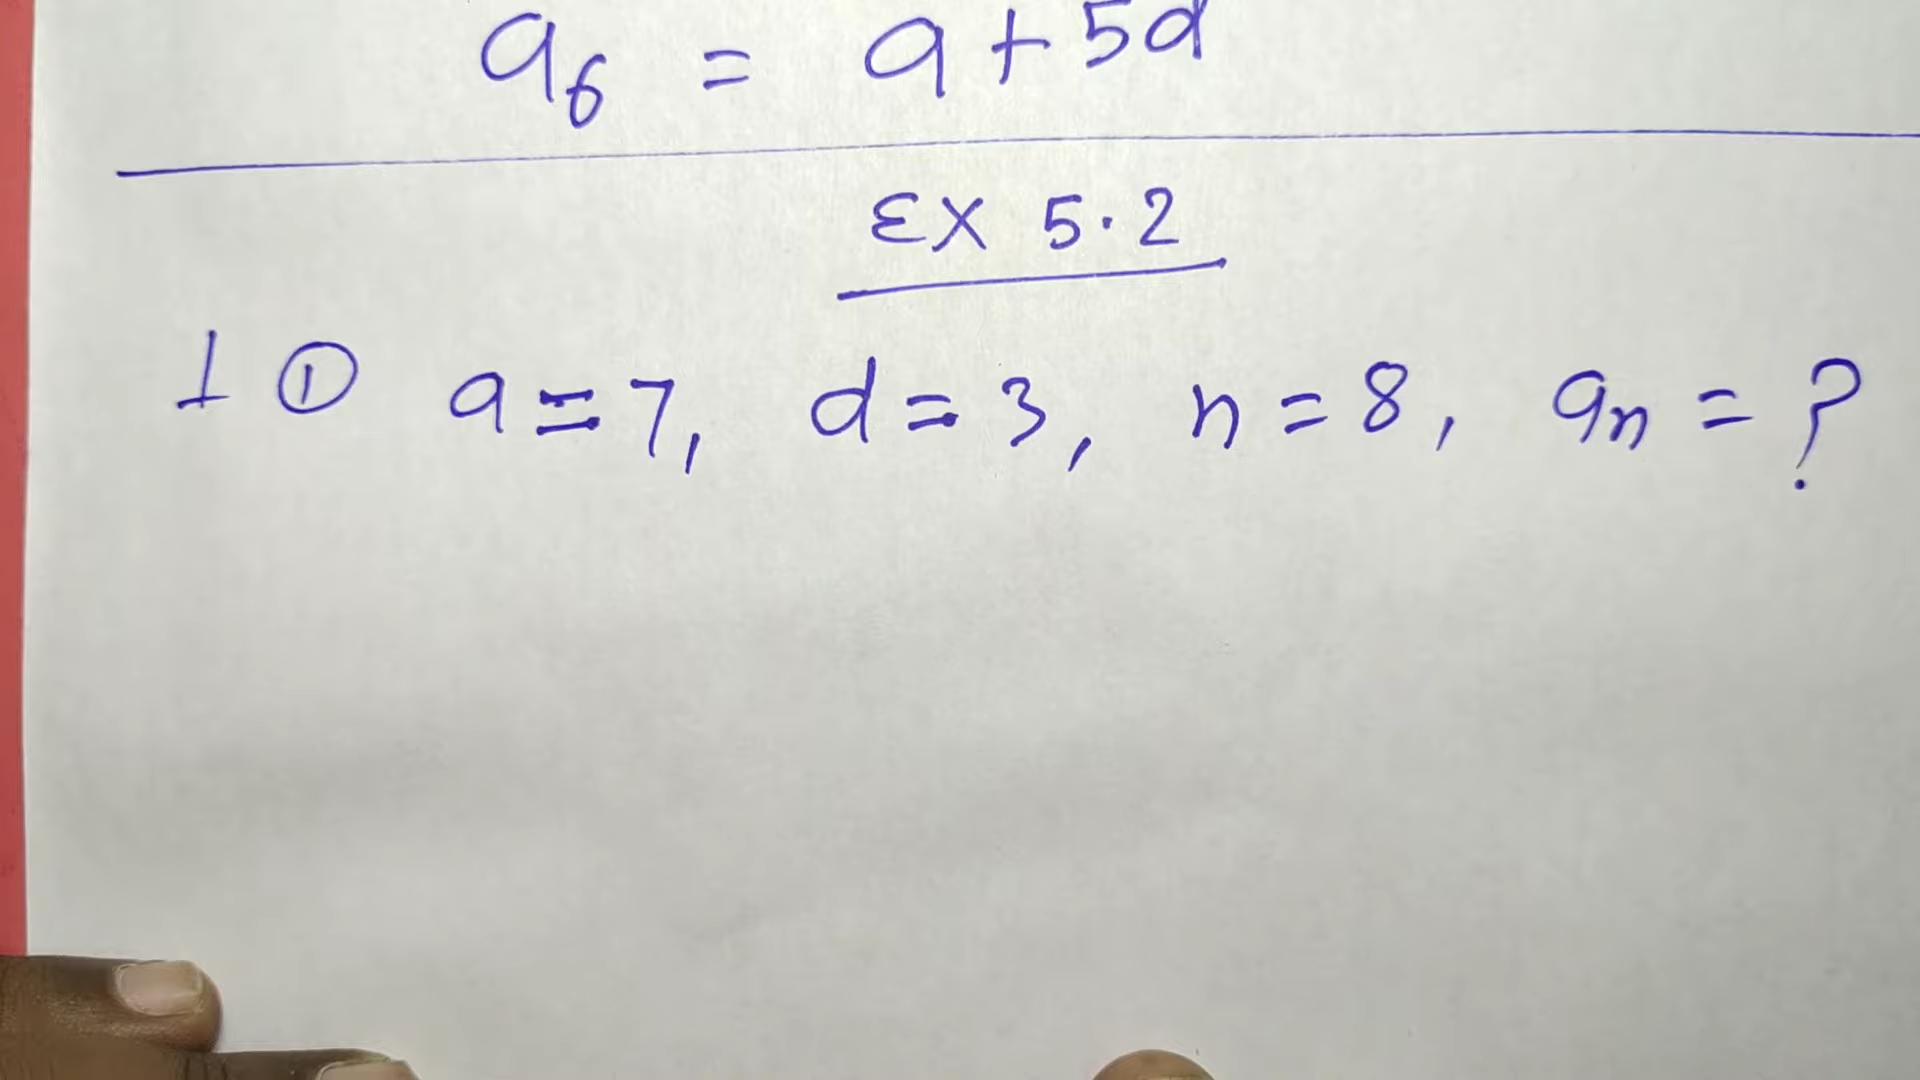 a₆ = a + 5d
EX 5.2
1 ① a = 7, d = 3, n = 8, aₙ = ?